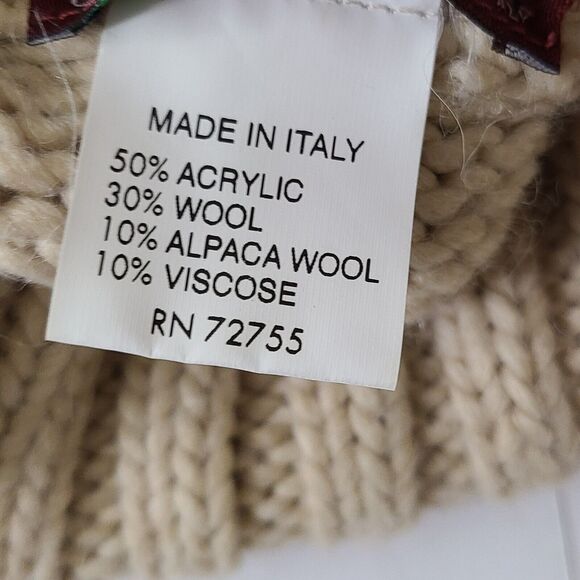 MADE IN ITALY
50% ACRYLIC
30% WOOL
10% ALPACA WOOL
10% VISCOSE
RN 72755